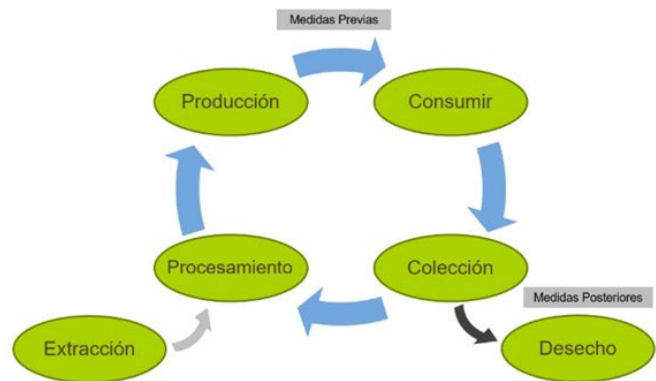 Medidas Previas
Producción
Consumir
Procesamiento
Colección
Medidas Posteriores
Extracción
Desecho